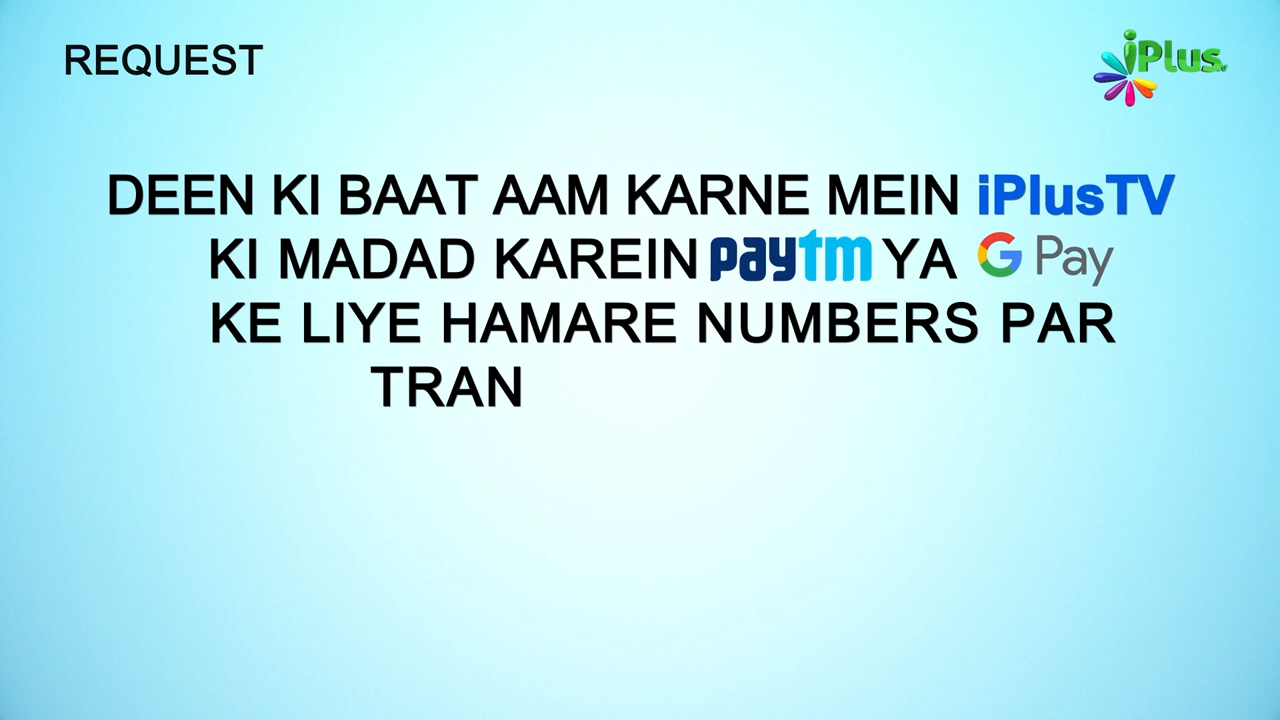 REQUEST
iPlus
DEEN KI BAAT AAM KARNE MEIN iPlusTV
KI MADAD KAREIN paytm YA G Pay
KE LIYE HAMARE NUMBERS PAR
TRAN